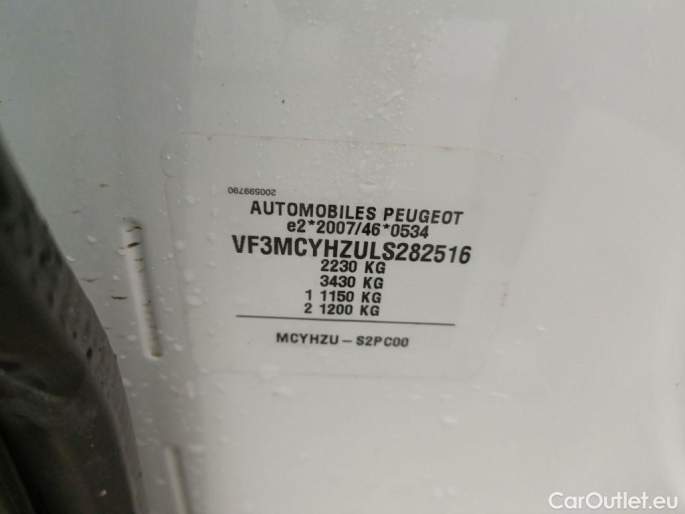 200599790
AUTOMOBILES PEUGEOT
e2*2007/46*0534
VF3MCYHZULS282516
2230 KG
3430 KG
1 1150 KG
2 1200 KG
MCYHZU - S2PC00
CarOutlet.eu